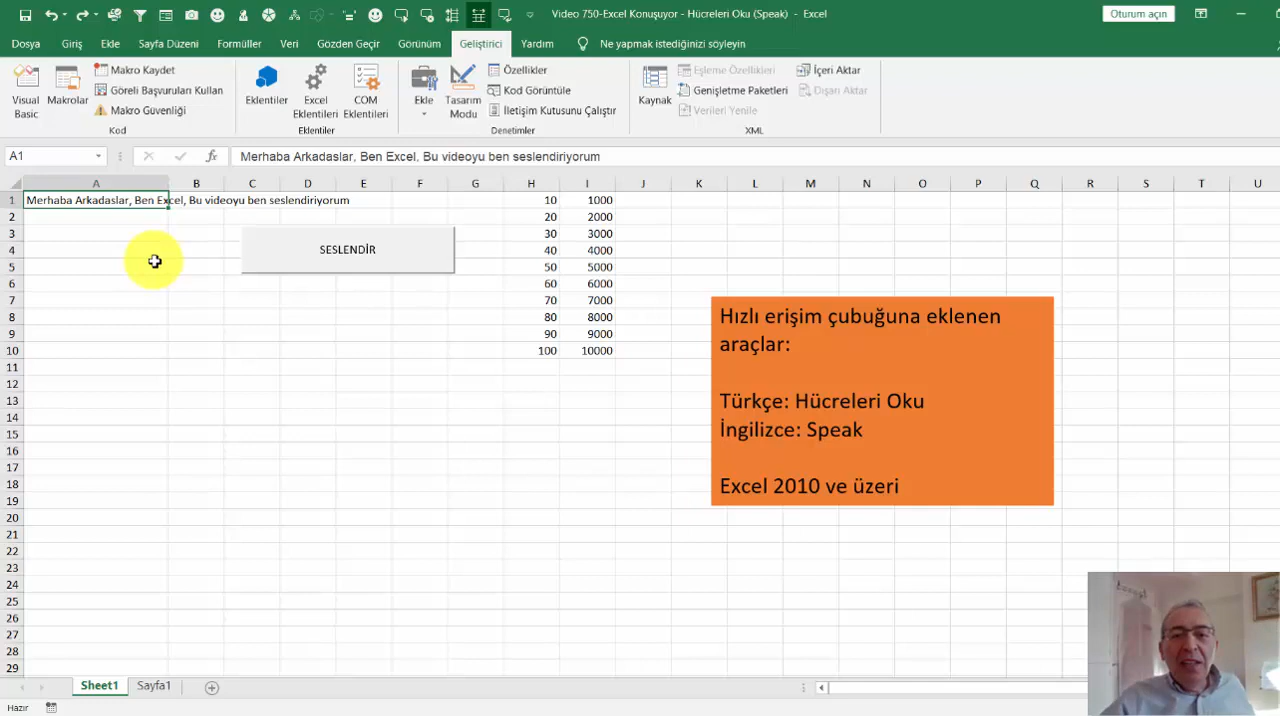 Video 750-Excel Konuşuyor - Hücreleri Oku (Speak) - Excel
Oturum açın
Dosya Giriş Ekle Sayfa Düzeni Formüller Veri Gözden Geçir Görünüm Geliştirici Yardım Ne yapmak istediğinizi söyleyin
Visual Basic
Makrolar
Makro Kaydet
Göreli Başvuruları Kullan
Makro Güvenliği
Kod
Eklentiler
Excel Eklentileri
COM Eklentileri
Eklentiler
Ekle
Tasarım Modu
Özellikler
Kod Görüntüle
İletişim Kutusunu Çalıştır
Denetimler
Kaynak
Eşleme Özellikleri
Genişletme Paketleri
Verileri Yenile
İçeri Aktar
Dışarı Aktar
XML
A1 fx Merhaba Arkadaslar, Ben Excel, Bu videoyu ben seslendiriyorum
A B C D E F G H I J K L M N O P Q R S T U
1 Merhaba Arkadaslar, Ben Excel, Bu videoyu ben seslendiriyorum 10 1000
2 20 2000
3 30 3000
4 40 4000
5 50 5000
6 60 6000
7 70 7000
8 80 8000
9 90 9000
10 100 10000
11
12
13
14
15
16
17
18
19
20
21
22
23
24
25
26
27
28
29
SESLENDİR
Hızlı erişim çubuğuna eklenen
araçlar:
Türkçe: Hücreleri Oku
İngilizce: Speak
Excel 2010 ve üzeri
Sheet1 Sayfa1
Hazır